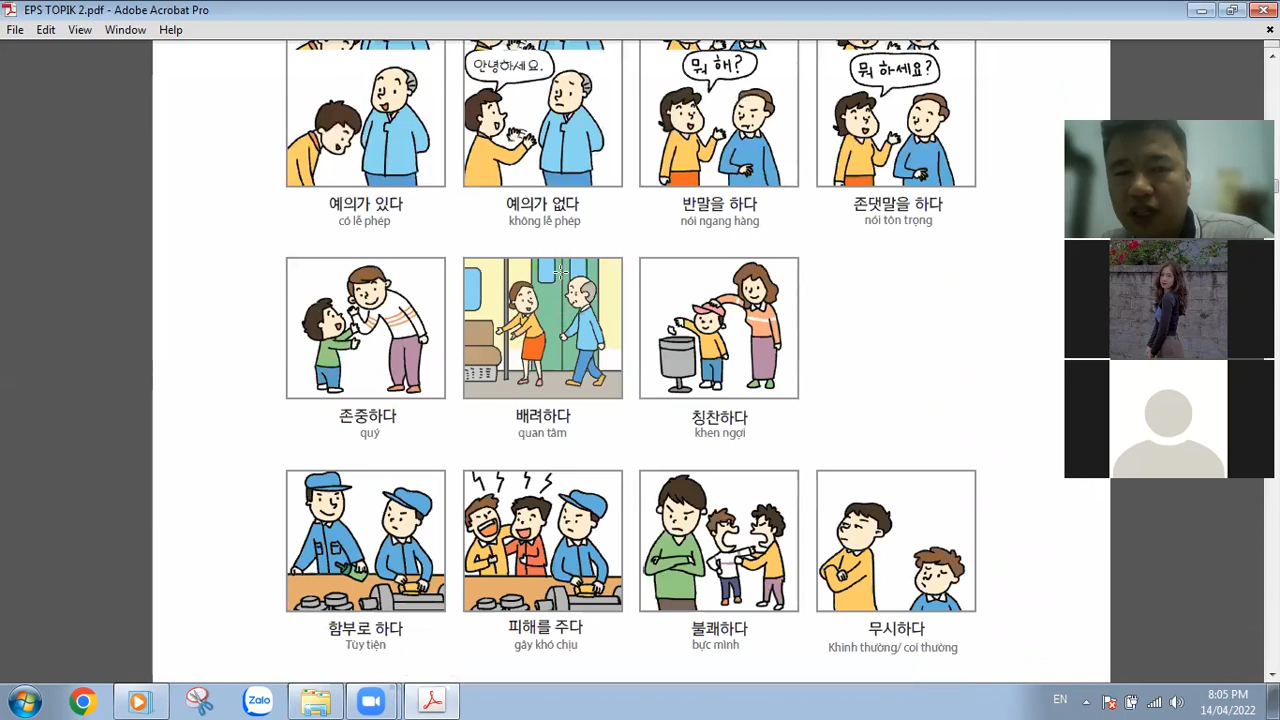 EPS TOPIK 2.pdf - Adobe Acrobat Pro
File Edit View Window Help
안녕하세요.
뭐 해?
뭐 하세요?
예의가 있다
có lễ phép
예의가 없다
không lễ phép
반말을 하다
nói ngang hàng
존댓말을 하다
nói tôn trọng
존중하다
quý
배려하다
quan tâm
칭찬하다
khen ngợi
함부로 하다
Tùy tiện
피해를 주다
gây khó chịu
불쾌하다
bực mình
무시하다
Khinh thường/ coi thường
Zalo
EN
8:05 PM
14/04/2022